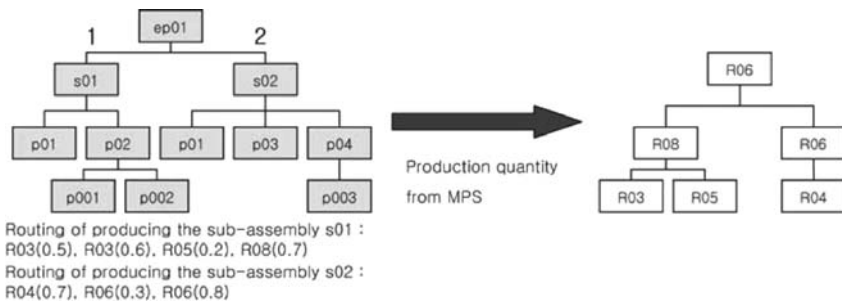 1 ep01 2
s01 s02 R06
p01 p02 p01 p03 p04 R08 R06
Production quantity
p001 p002 p003 from MPS R03 R05 R04
Routing of producing the sub-assembly s01 :
R03(0.5), R03(0.6), R05(0.2), R08(0.7)
Routing of producing the sub-assembly s02 :
R04(0.7), R06(0.3), R06(0.8)